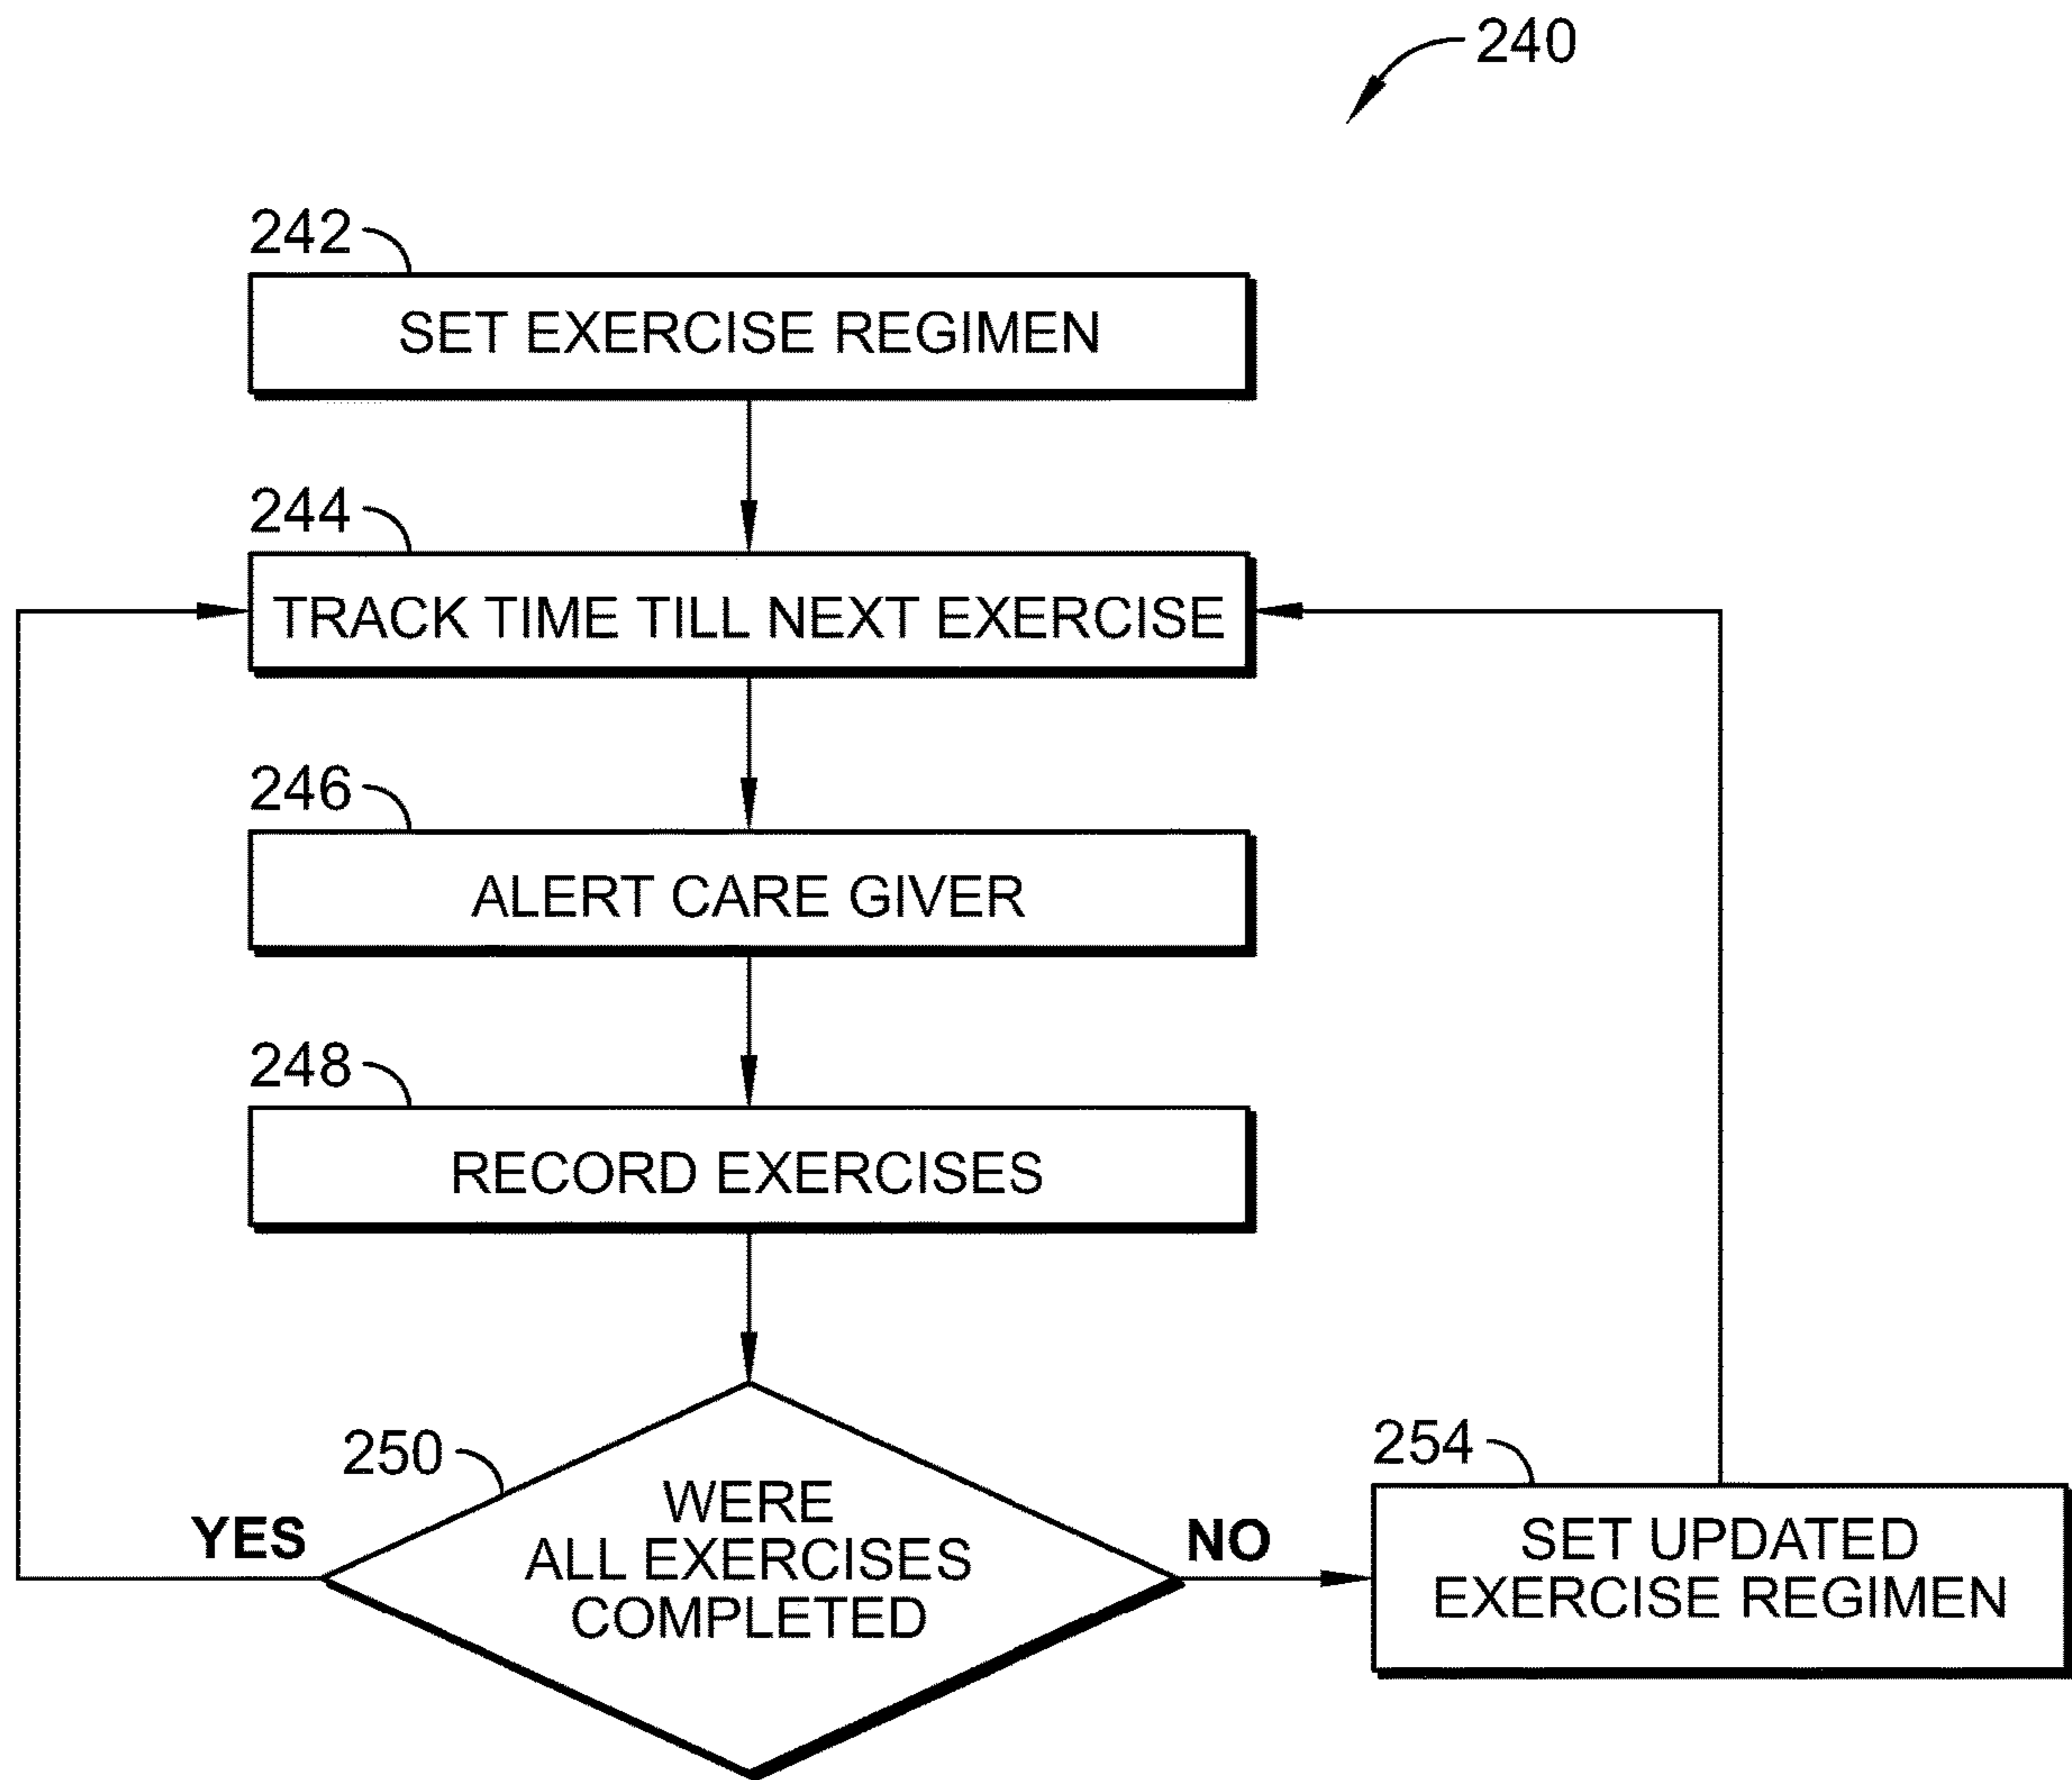 240
242
SET EXERCISE REGIMEN
244
TRACK TIME TILL NEXT EXERCISE
246
ALERT CARE GIVER
248
RECORD EXERCISES
250
WERE
ALL EXERCISES
COMPLETED
YES
NO
254
SET UPDATED
EXERCISE REGIMEN